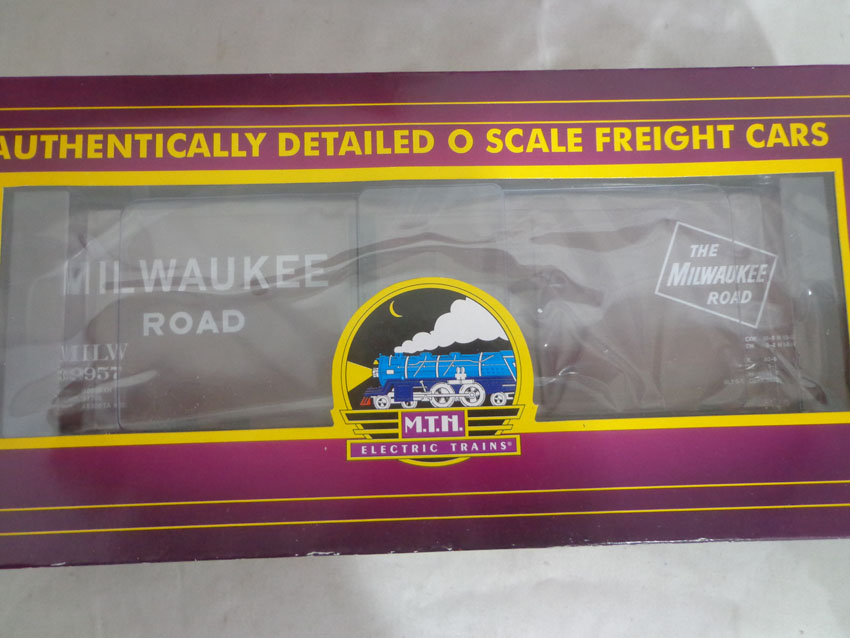 AUTHENTICALLY DETAILED O SCALE FREIGHT CARS
MILWAUKEE
ROAD
THE
MILWAUKEE
ROAD
MILW
M.T.H.
ELECTRIC TRAINS®